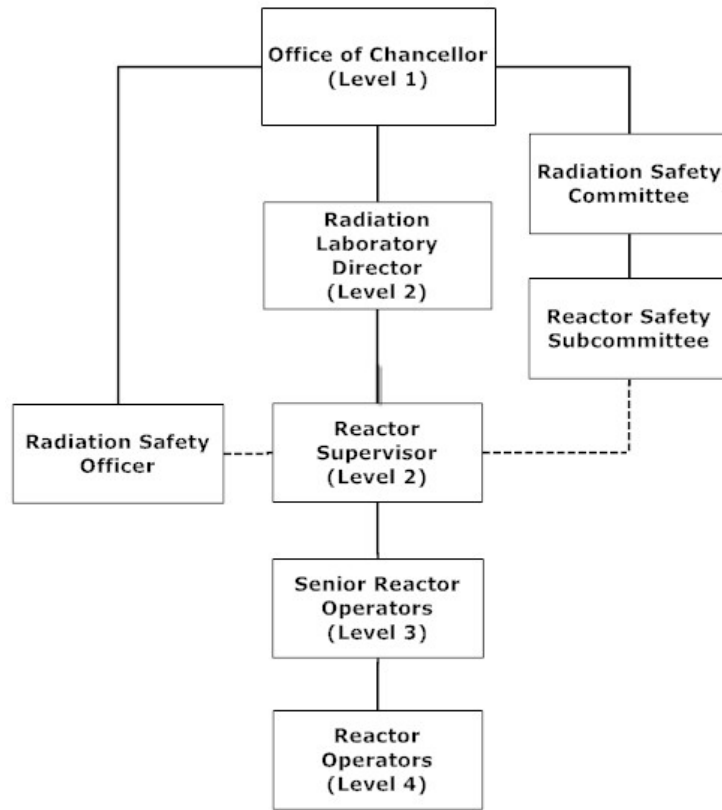 Office of Chancellor
(Level 1)
Radiation Safety
Committee
Radiation
Laboratory
Director
(Level 2)
Reactor Safety
Subcommittee
Radiation Safety
Officer
Reactor
Supervisor
(Level 2)
Senior Reactor
Operators
(Level 3)
Reactor
Operators
(Level 4)